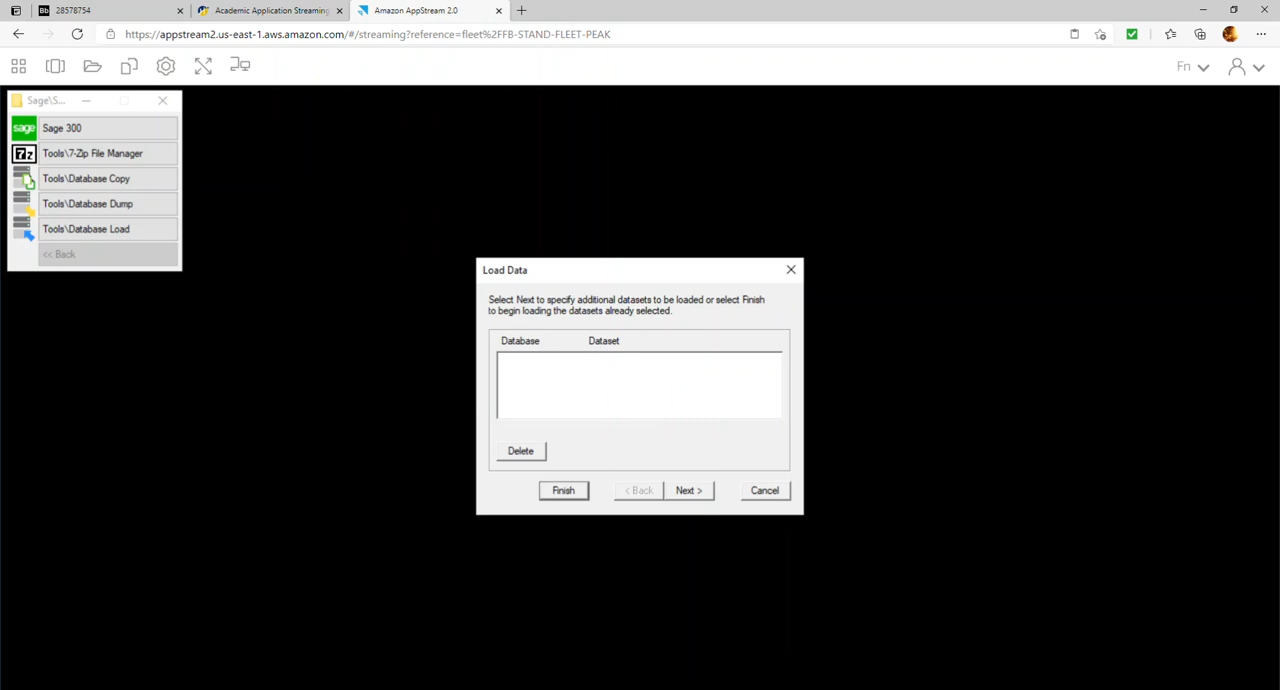 Bb 28578754
Academic Application Streaming
Amazon AppStream 2.0
https://appstream2.us-east-1.aws.amazon.com/#/streaming?reference=fleet%2FFB-STAND-FLEET-PEAK
Fn
Sage\S...
sage Sage 300
7z Tools\7-Zip File Manager
Tools\Database Copy
Tools\Database Dump
Tools\Database Load
<< Back
Load Data
Select Next to specify additional datasets to be loaded or select Finish
to begin loading the datasets already selected.
Database Dataset
Delete
Finish < Back Next > Cancel